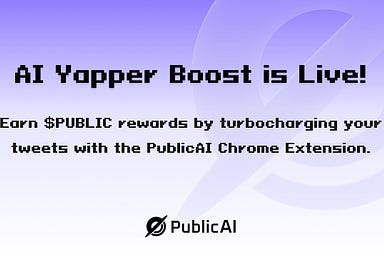 AI Yapper Boost is Live!
Earn $PUBLIC rewards by turbocharging your
tweets with the PublicAI Chrome Extension.
PublicAI